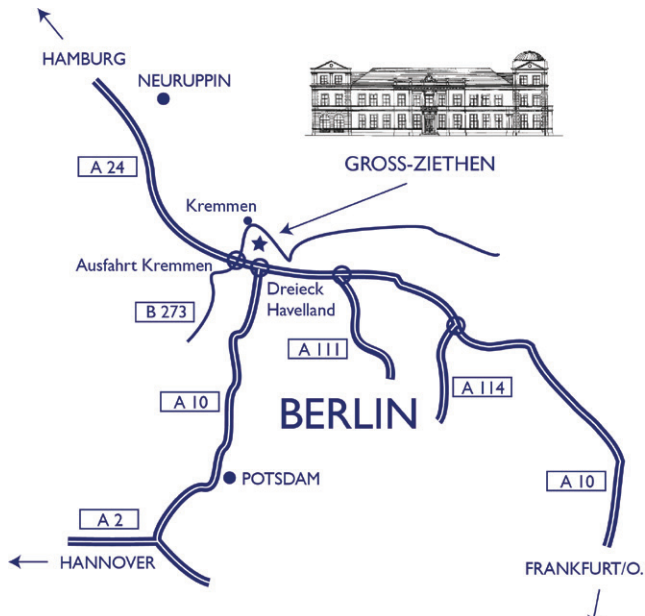 HAMBURG
NEURUPPIN
A 24
GROSS-ZIETHEN
Kremmen
Ausfahrt Kremmen
Dreieck
Havelland
B 273
A 111
A 114
A 10
BERLIN
POTSDAM
A 10
A 2
HANNOVER
FRANKFURT/O.